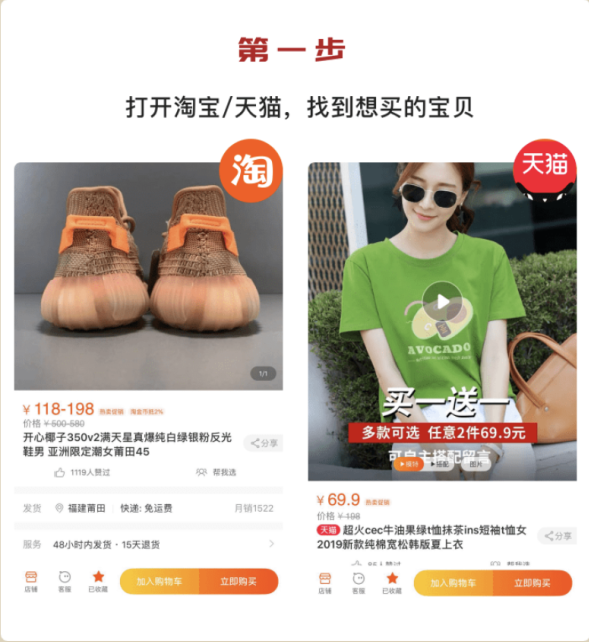 第一步
打开淘宝/天猫，找到想买的宝贝
淘
1/1
¥118-198 热卖促销 淘金币抵2%
价格 ¥500-580
开心椰子350v2满天星真爆纯白绿银粉反光
鞋男 亚洲限定潮女莆田45
分享
1119人赞过
帮我选
发货 福建莆田 快递: 免运费 月销1522
服务 48小时内发货 · 15天退货
店铺 客服 已收藏 加入购物车 立即购买
天猫
AVOCADO
买一送一
多款可选 任意2件69.9元
可自主搭配留言
搭配 图片
¥69.9 热卖促销
价格 ¥198
天猫 超火cec牛油果绿t恤抹茶ins短袖t恤女
2019新款纯棉宽松韩版夏上衣
分享
店铺 客服 已收藏 加入购物车 立即购买